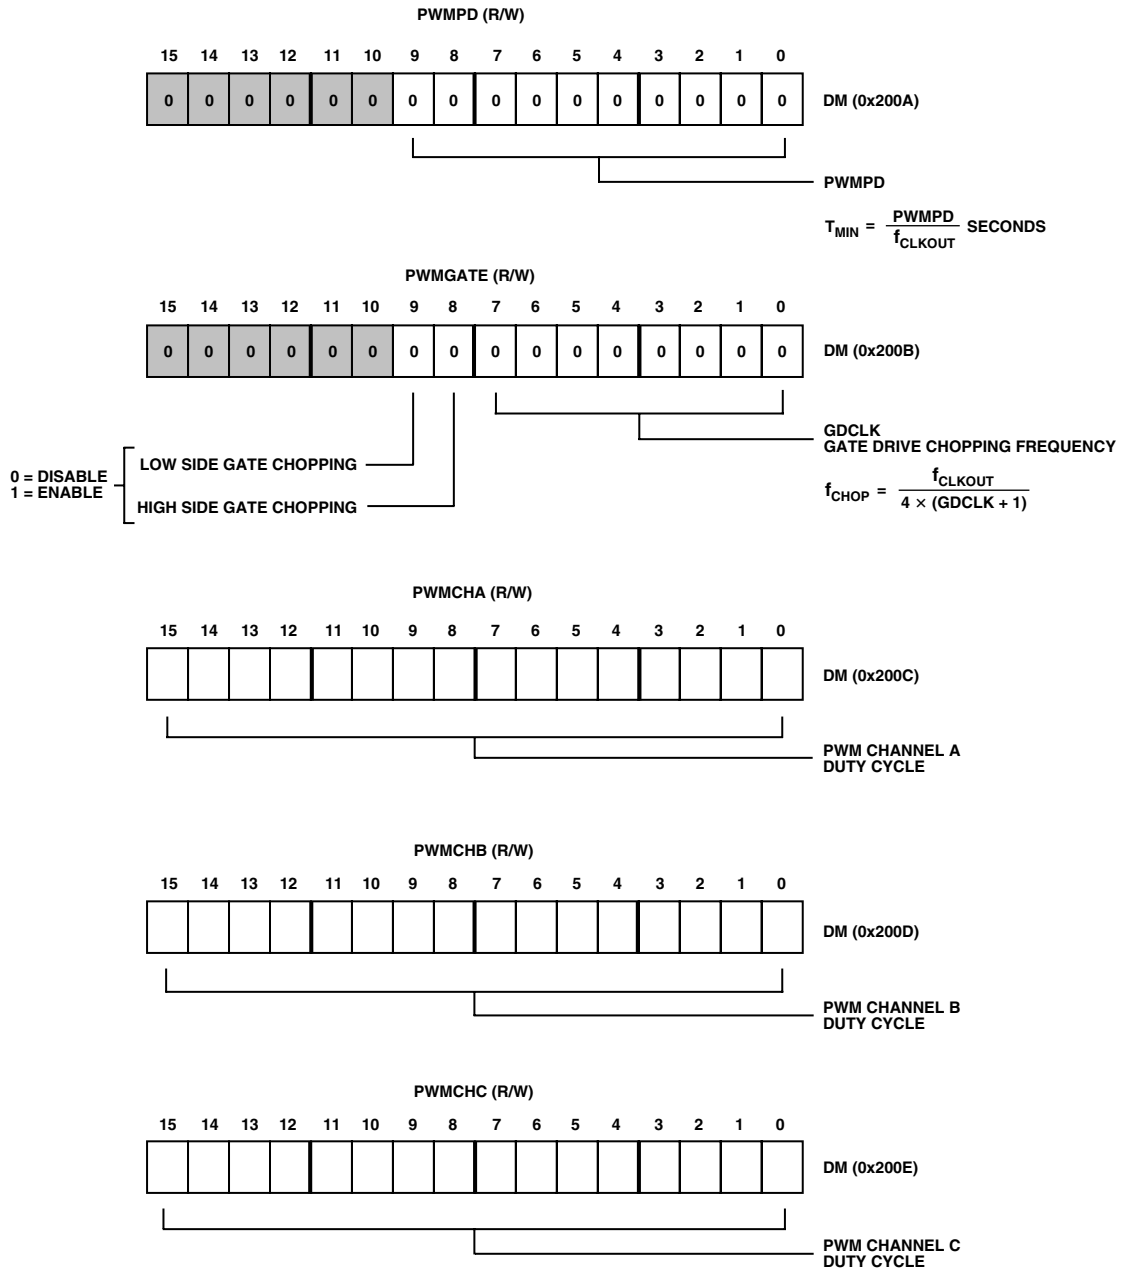 PWMPD (R/W)
15 14 13 12 11 10 9 8 7 6 5 4 3 2 1 0
0 0 0 0 0 0 0 0 0 0 0 0 0 0 0 0 DM (0x200A)
PWMPD
T_MIN = PWMPD / f_CLKOUT SECONDS
PWMGATE (R/W)
15 14 13 12 11 10 9 8 7 6 5 4 3 2 1 0
0 0 0 0 0 0 0 0 0 0 0 0 0 0 0 0 DM (0x200B)
GDCLK
GATE DRIVE CHOPPING FREQUENCY
f_CHOP = f_CLKOUT / 4 × (GDCLK + 1)
0 = DISABLE
1 = ENABLE
LOW SIDE GATE CHOPPING
HIGH SIDE GATE CHOPPING
PWMCHA (R/W)
15 14 13 12 11 10 9 8 7 6 5 4 3 2 1 0
DM (0x200C)
PWM CHANNEL A
DUTY CYCLE
PWMCHB (R/W)
15 14 13 12 11 10 9 8 7 6 5 4 3 2 1 0
DM (0x200D)
PWM CHANNEL B
DUTY CYCLE
PWMCHC (R/W)
15 14 13 12 11 10 9 8 7 6 5 4 3 2 1 0
DM (0x200E)
PWM CHANNEL C
DUTY CYCLE